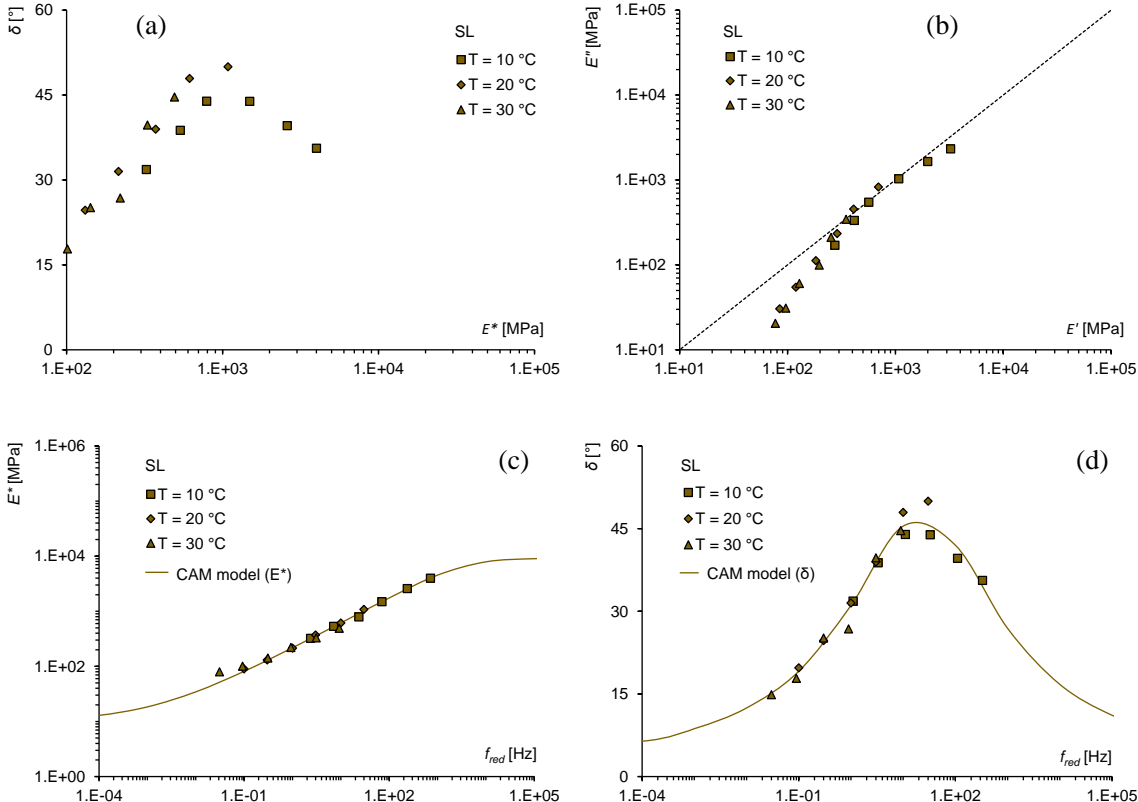 (a)
δ [°]
60
45
30
15
0
SL
T = 10 °C
T = 20 °C
T = 30 °C
E* [MPa]
1.E+02
1.E+03
1.E+04
1.E+05
(b)
E″ [MPa]
1.E+05
1.E+04
1.E+03
1.E+02
1.E+01
SL
T = 10 °C
T = 20 °C
T = 30 °C
E′ [MPa]
1.E+01
1.E+02
1.E+03
1.E+04
1.E+05
(c)
E* [MPa]
1.E+06
1.E+04
1.E+02
1.E+00
SL
T = 10 °C
T = 20 °C
T = 30 °C
CAM model (E*)
fred [Hz]
1.E-04
1.E-01
1.E+02
1.E+05
(d)
δ [°]
60
45
30
15
0
SL
T = 10 °C
T = 20 °C
T = 30 °C
CAM model (δ)
fred [Hz]
1.E-04
1.E-01
1.E+02
1.E+05